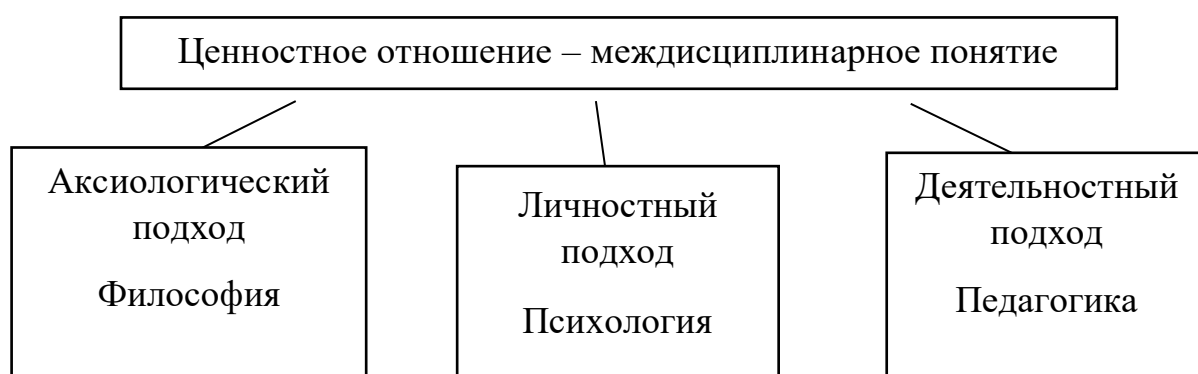 Ценностное отношение – междисциплинарное понятие
Аксиологический
подход
Философия
Личностный
подход
Психология
Деятельностный
подход
Педагогика